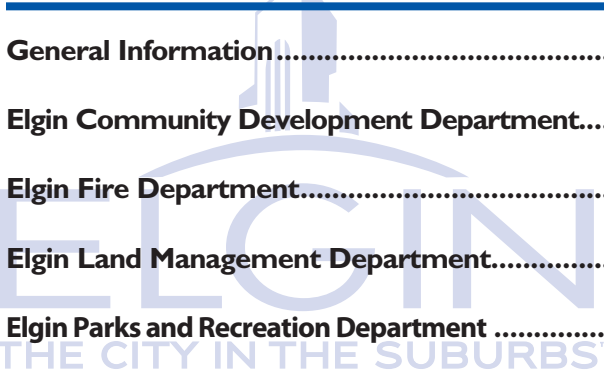 General Information..........................................
Elgin Community Development Department....
Elgin Fire Department.......................................
Elgin Land Management Department..............
Elgin Parks and Recreation Department ..............
ELGIN
THE CITY IN THE SUBURBS